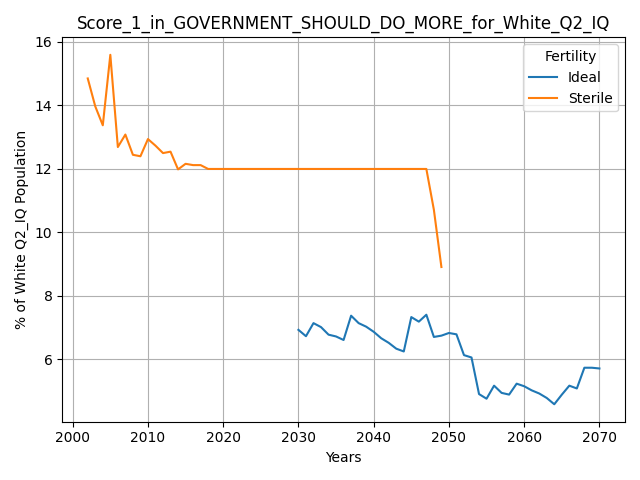 Score_1_in_GOVERNMENT_SHOULD_DO_MORE_for_White_Q2_IQ
Fertility
Ideal
Sterile
% of White Q2_IQ Population
16
14
12
10
8
6
2000 2010 2020 2030 2040 2050 2060 2070
Years